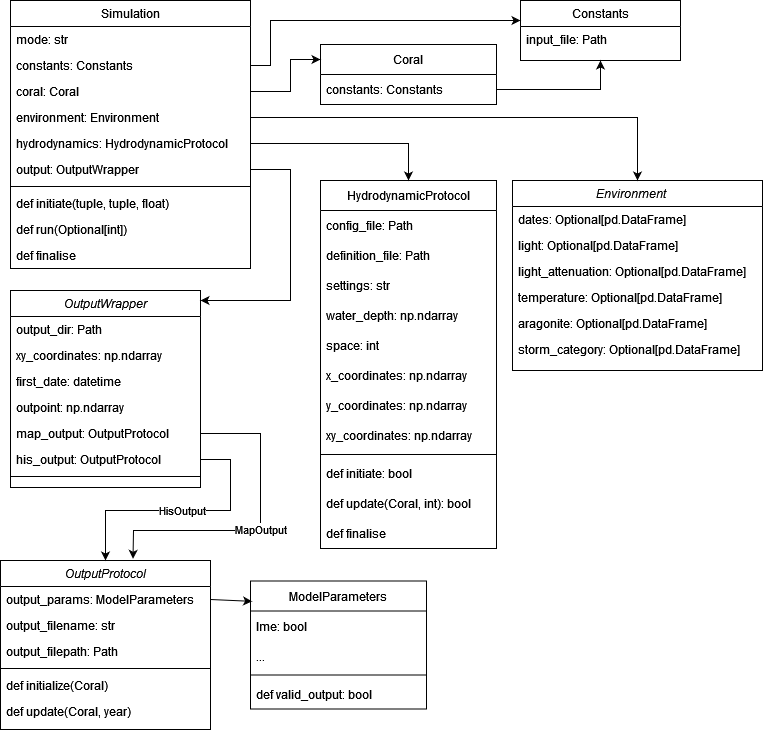 Simulation
mode: str
constants: Constants
coral: Coral
environment: Environment
hydrodynamics: HydrodynamicProtocol
output: OutputWrapper
def initiate(tuple, tuple, float)
def run(Optional[int])
def finalise
Constants
input_file: Path
Coral
constants: Constants
HydrodynamicProtocol
config_file: Path
definition_file: Path
settings: str
water_depth: np.ndarray
space: int
x_coordinates: np.ndarray
y_coordinates: np.ndarray
xy_coordinates: np.ndarray
def initiate: bool
def update(Coral, int): bool
def finalise
Environment
dates: Optional[pd.DataFrame]
light: Optional[pd.DataFrame]
light_attenuation: Optional[pd.DataFrame]
temperature: Optional[pd.DataFrame]
aragonite: Optional[pd.DataFrame]
storm_category: Optional[pd.DataFrame]
OutputWrapper
output_dir: Path
xy_coordinates: np.ndarray
first_date: datetime
outpoint: np.ndarray
map_output: OutputProtocol
his_output: OutputProtocol
HisOutput
MapOutput
OutputProtocol
output_params: ModelParameters
output_filename: str
output_filepath: Path
def initialize(Coral)
def update(Coral, year)
ModelParameters
lme: bool
...
def valid_output: bool